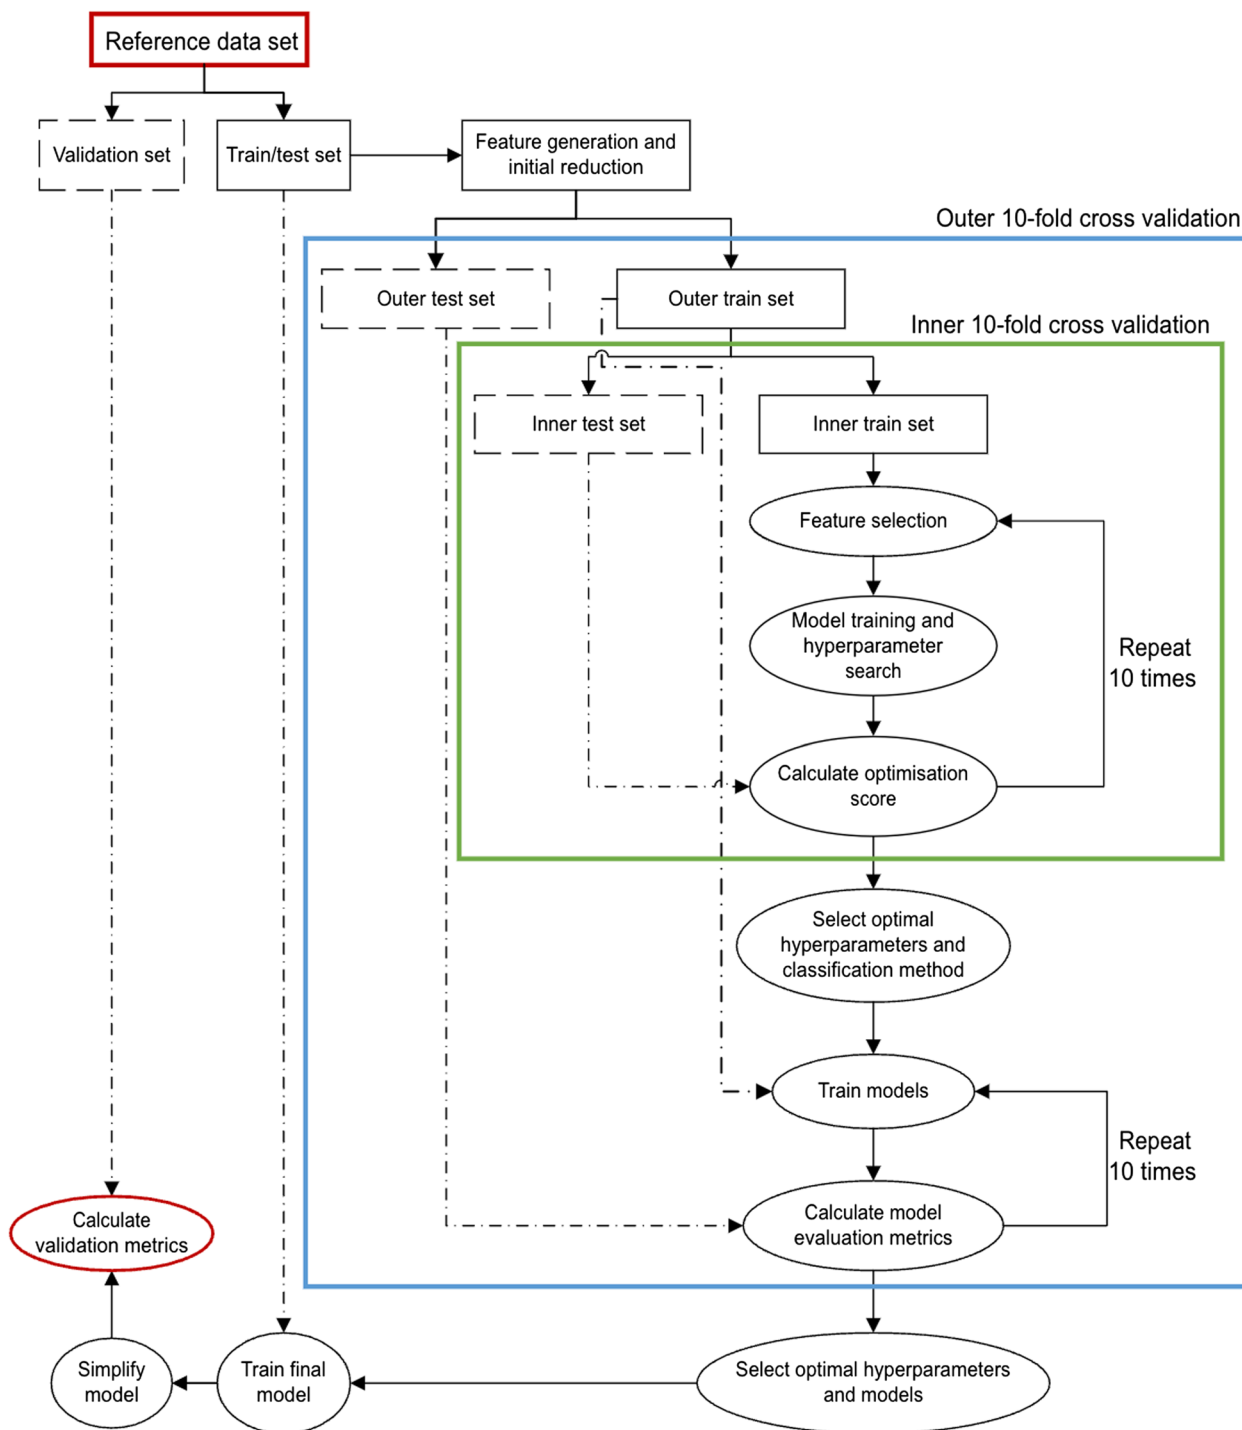 Reference data set
Validation set
Train/test set
Feature generation and
initial reduction
Outer 10-fold cross validation
Outer test set
Outer train set
Inner 10-fold cross validation
Inner test set
Inner train set
Feature selection
Model training and
hyperparameter
search
Repeat
10 times
Calculate optimisation
score
Select optimal
hyperparameters and
classification method
Train models
Repeat
10 times
Calculate model
evaluation metrics
Calculate
validation metrics
Simplify
model
Train final
model
Select optimal hyperparameters
and models